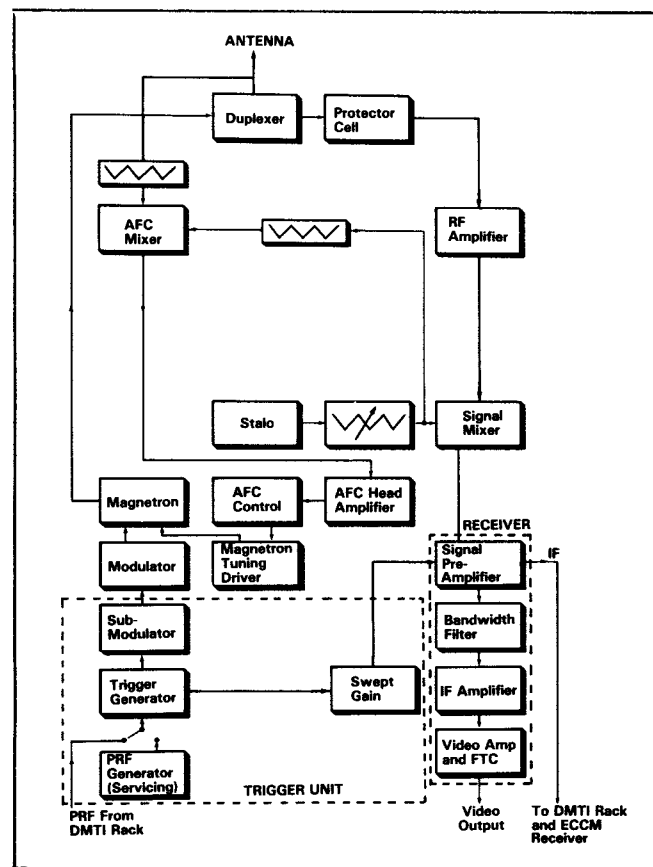 ANTENNA
Duplexer
Protector
Cell
AFC
Mixer
RF
Amplifier
Stalo
Signal
Mixer
Magnetron
AFC
Control
AFC Head
Amplifier
RECEIVER
Modulator
Magnetron
Tuning
Driver
Signal
Pre-
Amplifier
IF
Sub-
Modulator
Bandwidth
Filter
Trigger
Generator
Swept
Gain
IF Amplifier
PRF
Generator
(Servicing)
Video Amp
and FTC
TRIGGER UNIT
PRF From
DMTI Rack
Video
Output
To DMTI Rack
and ECCM
Receiver